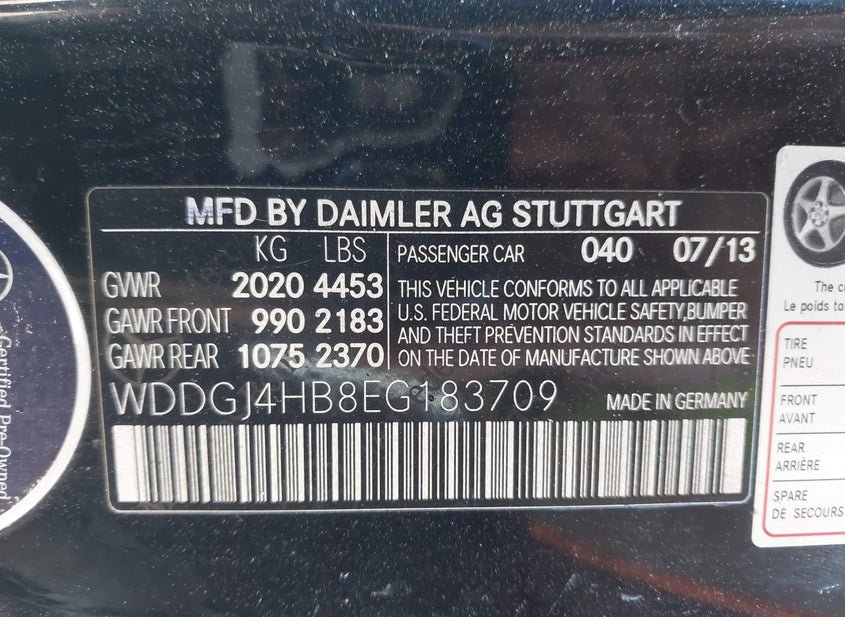 MFD BY DAIMLER AG STUTTGART
KG LBS
GVWR 2020 4453
GAWR FRONT 990 2183
GAWR REAR 1075 2370
PASSENGER CAR 040 07/13
THIS VEHICLE CONFORMS TO ALL APPLICABLE
U.S. FEDERAL MOTOR VEHICLE SAFETY,BUMPER
AND THEFT PREVENTION STANDARDS IN EFFECT
ON THE DATE OF MANUFACTURE SHOWN ABOVE
WDDGJ4HB8EG183709 MADE IN GERMANY
Certified Pre-Owned
The
Le poids
TIRE
PNEU
FRONT
AVANT
REAR
ARRIÈRE
SPARE
DE SECOURS